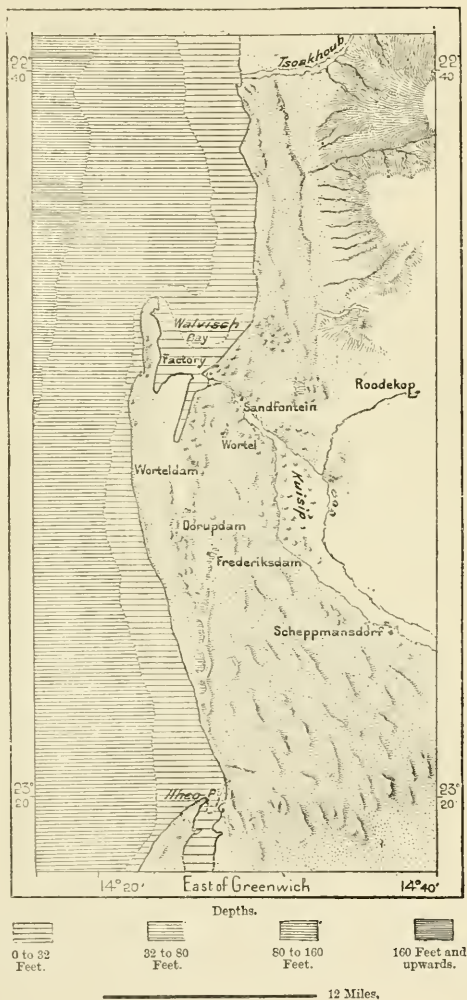 Tsoakhoub
22°
40'
22°
40'
Walvisch
Bay
Factory
Roodekop
Sandfontein
Wortel
Worteldam
Kuisip
Dorupdam
Frederiksdam
Scheppmansdorf
23°
20'
23°
20'
14°20'
East of Greenwich
14°40'
Depths.
0 to 32
Feet.
32 to 80
Feet.
80 to 160
Feet.
160 Feet and
upwards.
12 Miles.